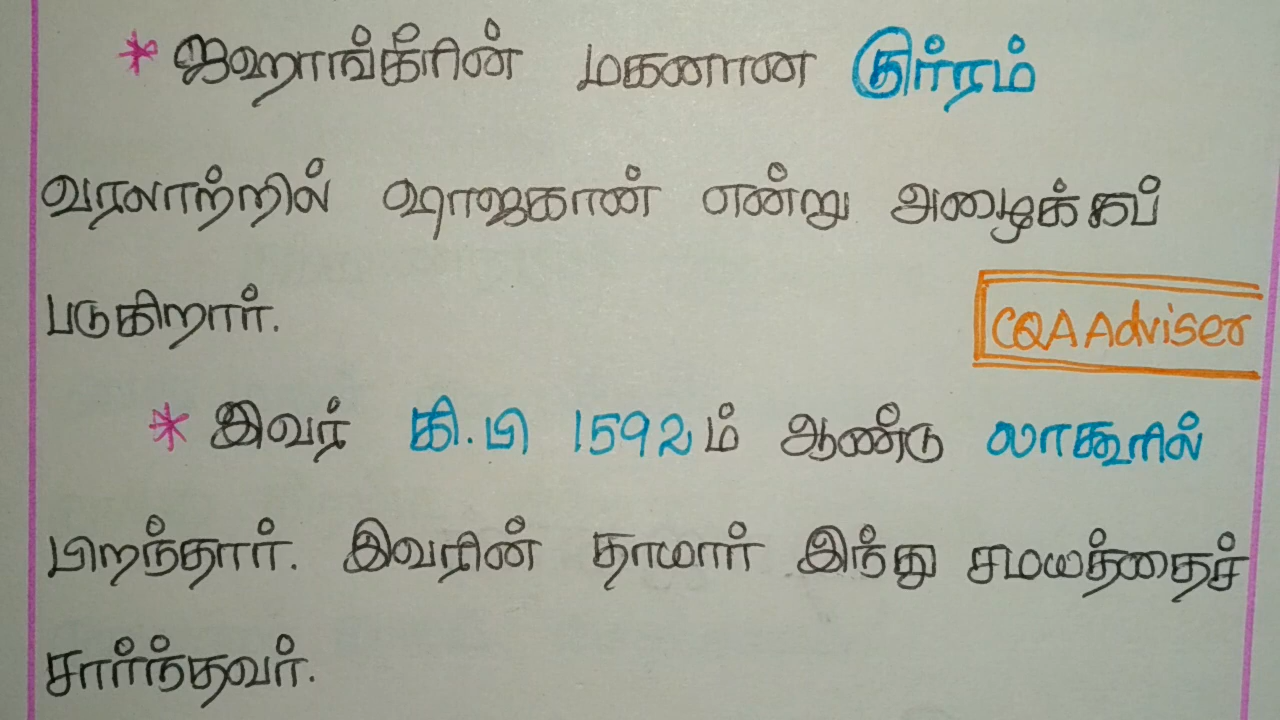 * ஜஹாங்கீரின் மகனான குர்ரம்
வரலாற்றில் ஷாஜகாண் என்று அழைக்கப்
படுகிறார்.
CQA Adviser
* இவர் கி.பி 1592ம் ஆண்டு லாகூரில்
பிறந்தார். இவரின் தாமார் இந்து சமயத்தைச்
சார்ந்தவர்.